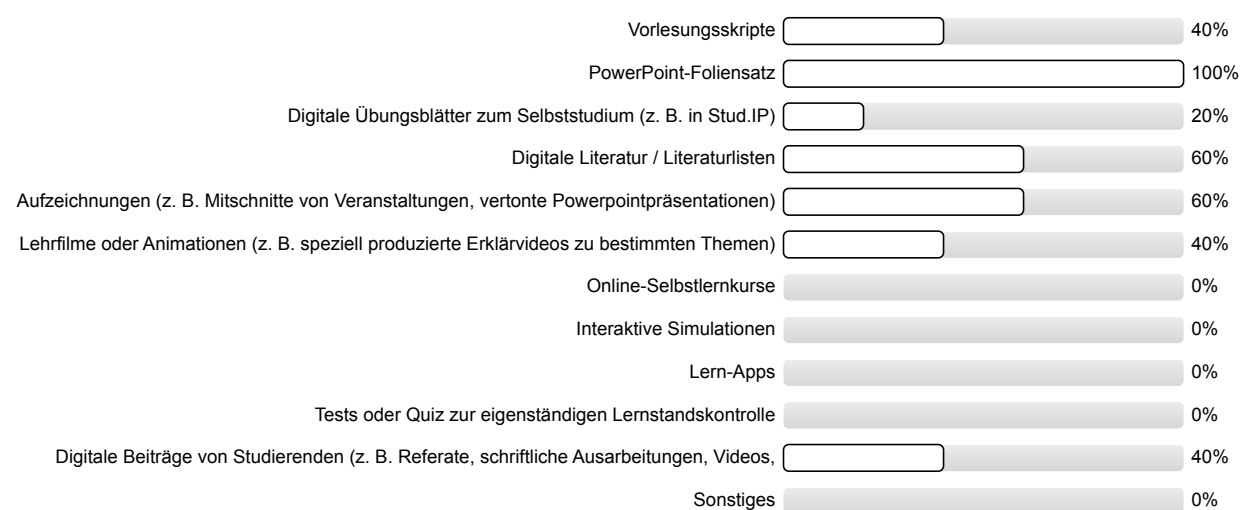 Vorlesungsskripte 40%
PowerPoint-Foliensatz 100%
Digitale Übungsblätter zum Selbststudium (z. B. in Stud.IP) 20%
Digitale Literatur / Literaturlisten 60%
Aufzeichnungen (z. B. Mitschnitte von Veranstaltungen, vertonte Powerpointpräsentationen) 60%
Lehrfilme oder Animationen (z. B. speziell produzierte Erklärvideos zu bestimmten Themen) 40%
Online-Selbstlernkurse 0%
Interaktive Simulationen 0%
Lern-Apps 0%
Tests oder Quiz zur eigenständigen Lernstandskontrolle 0%
Digitale Beiträge von Studierenden (z. B. Referate, schriftliche Ausarbeitungen, Videos, 40%
Sonstiges 0%